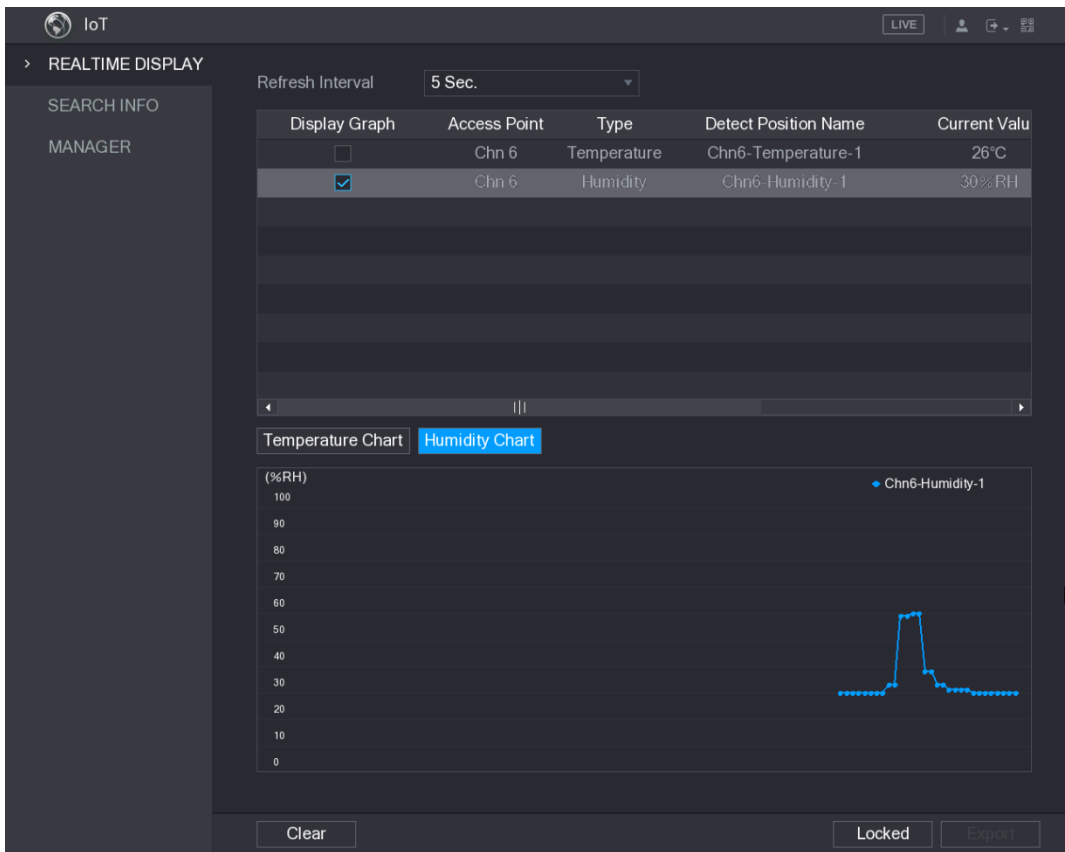 IoT
LIVE
REALTIME DISPLAY
SEARCH INFO
MANAGER
Refresh Interval 5 Sec.
Display Graph Access Point Type Detect Position Name Current Valu
Chn 6 Temperature Chn6-Temperature-1 26°C
Chn 6 Humidity Chn6-Humidity-1 30%RH
Temperature Chart Humidity Chart
(%RH)
Chn6-Humidity-1
100
90
80
70
60
50
40
30
20
10
0
Clear Locked Export